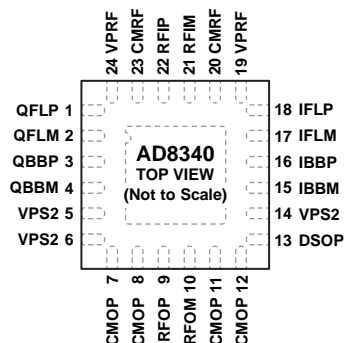 24 VPRF
23 CMRF
22 RFIP
21 RFIM
20 CMRF
19 VPRF
QFLP 1
QFLM 2
QBBP 3
QBBM 4
VPS2 5
VPS2 6
AD8340
TOP VIEW
(Not to Scale)
18 IFLP
17 IFLM
16 IBBP
15 IBBM
14 VPS2
13 DSOP
CMOP 7
CMOP 8
RFOP 9
RFOM 10
CMOP 11
CMOP 12